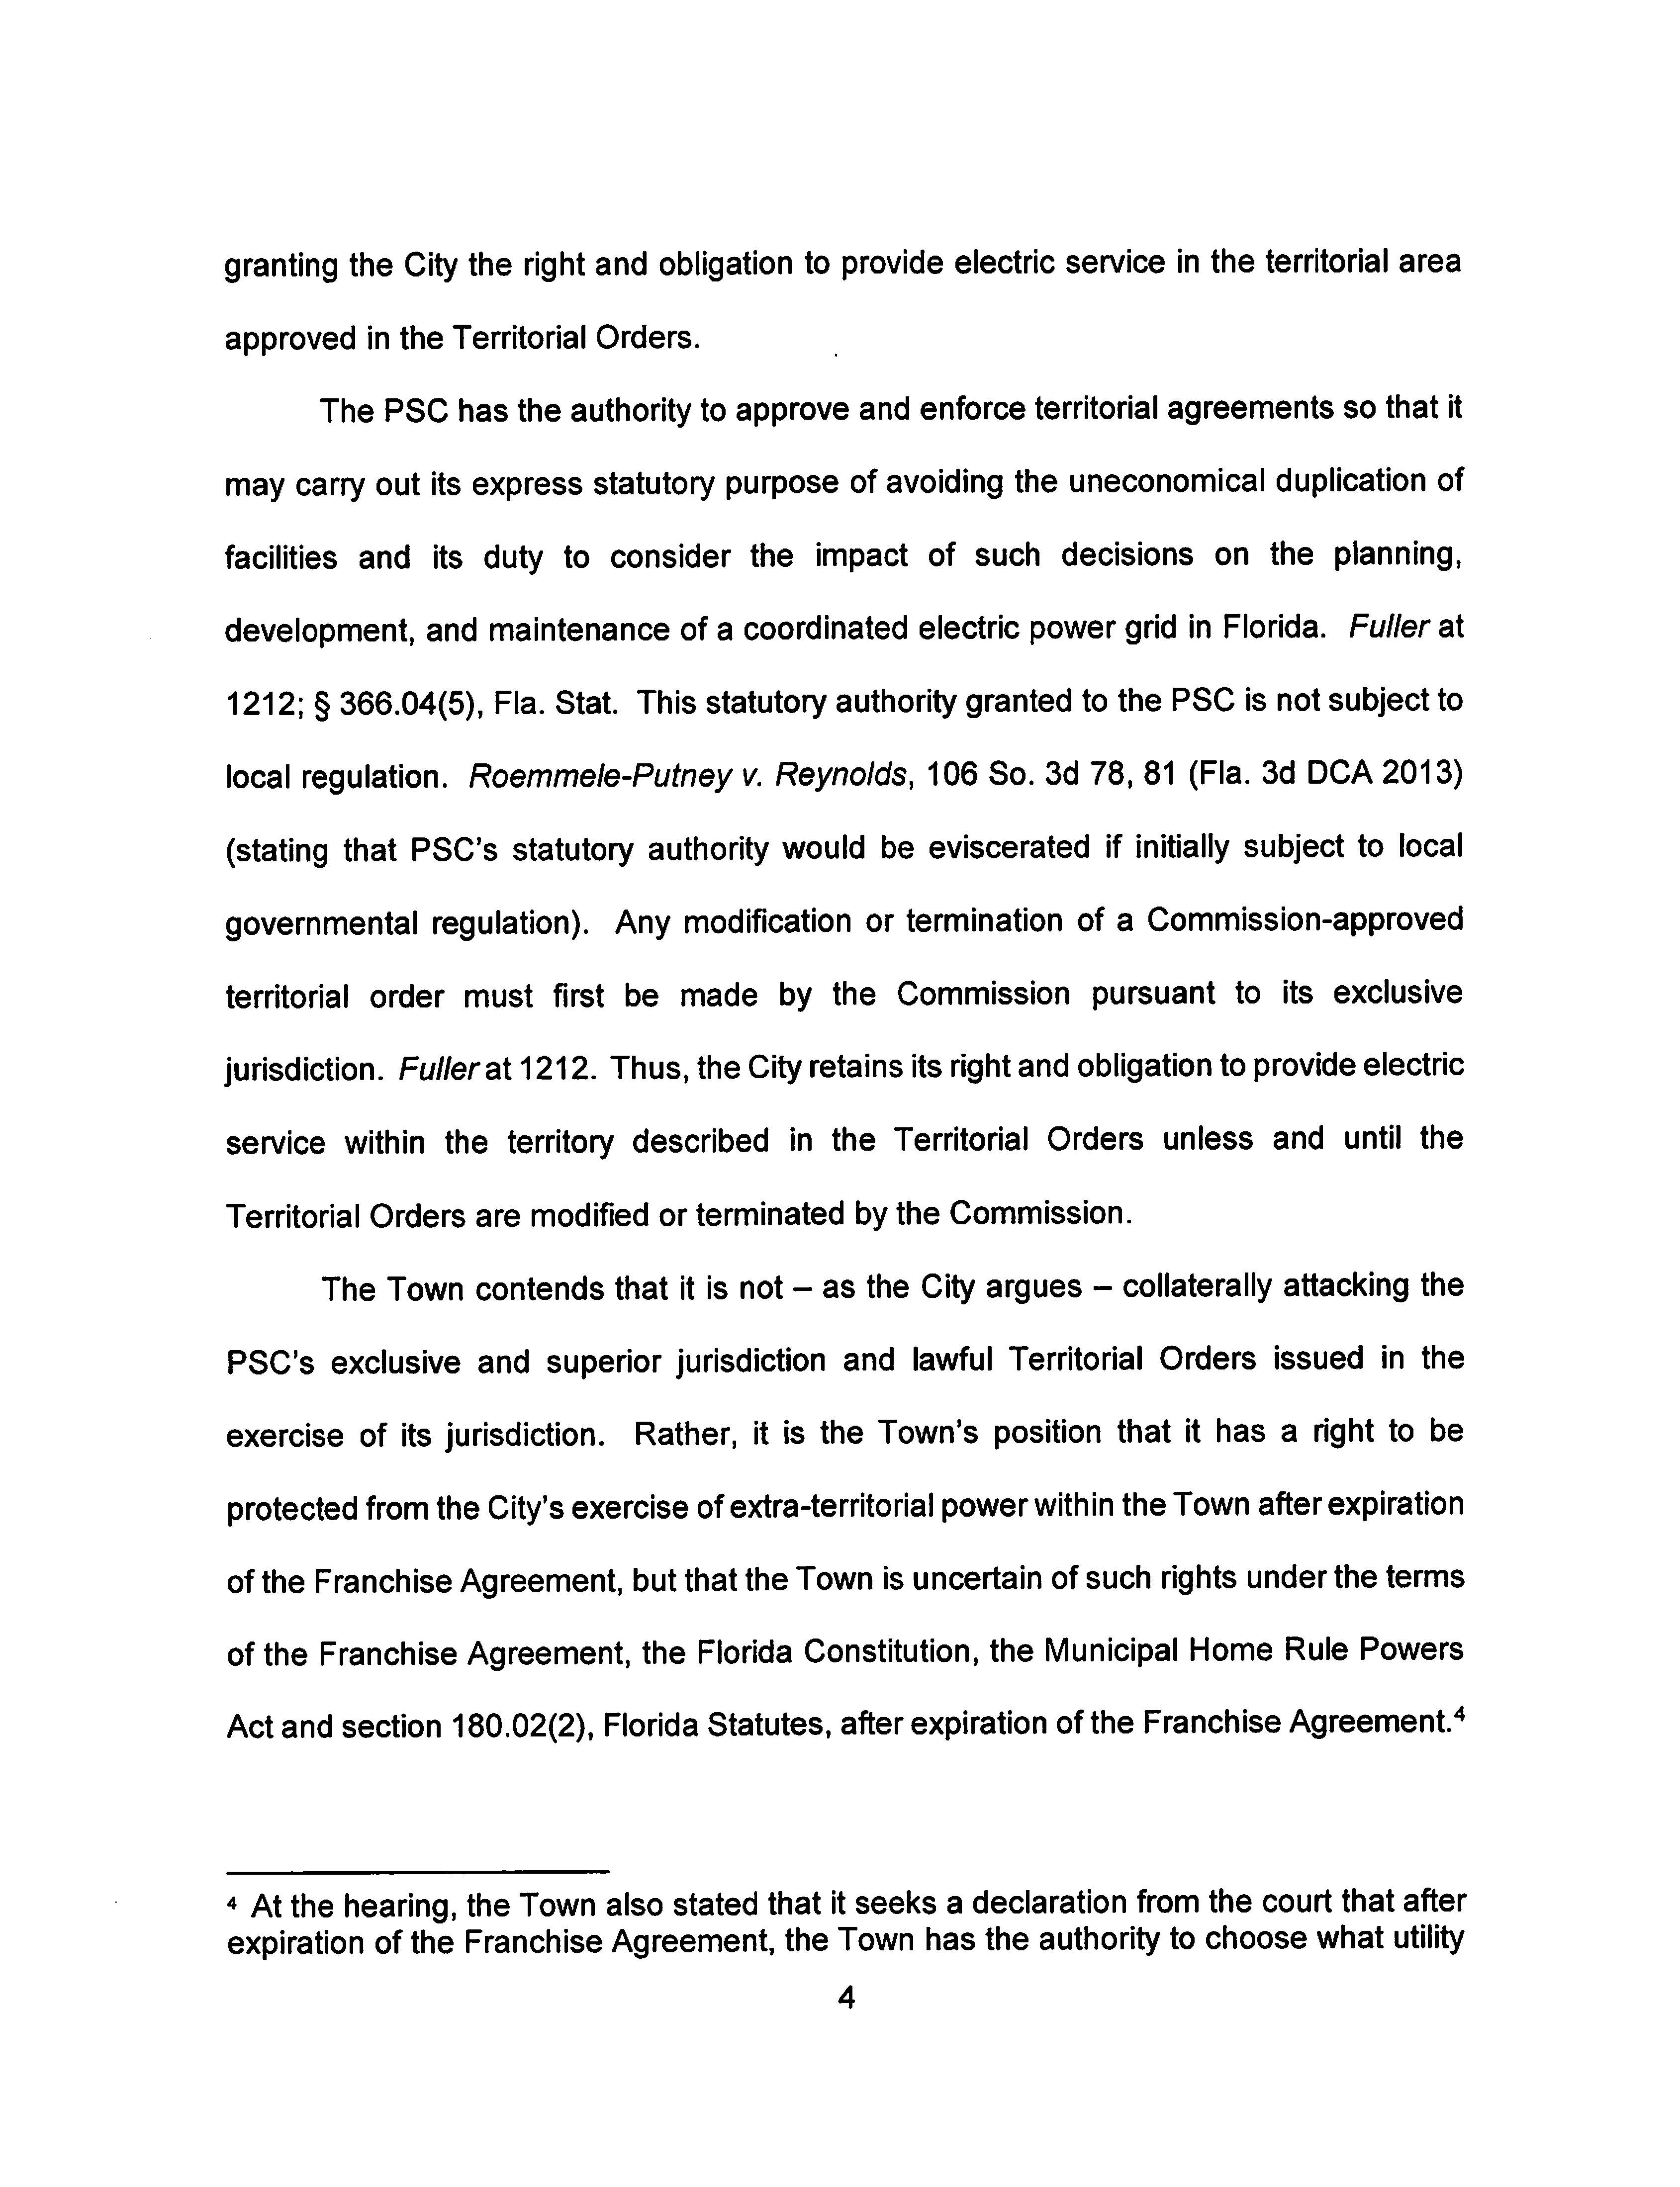 granting the City the right and obligation to provide electric service in the territorial area
approved in the Territorial Orders.
The PSC has the authority to approve and enforce territorial agreements so that it
may carry out its express statutory purpose of avoiding the uneconomical duplication of
facilities and its duty to consider the impact of such decisions on the planning,
development, and maintenance of a coordinated electric power grid in Florida. Fuller at
1212; § 366.04(5), Fla. Stat. This statutory authority granted to the PSC is not subject to
local regulation. Roemmele-Putney v. Reynolds, 106 So. 3d 78, 81 (Fla. 3d DCA 2013)
(stating that PSC's statutory authority would be eviscerated if initially subject to local
governmental regulation). Any modification or termination of a Commission-approved
territorial order must first be made by the Commission pursuant to its exclusive
jurisdiction. Fuller at 1212. Thus, the City retains its right and obligation to provide electric
service within the territory described in the Territorial Orders unless and until the
Territorial Orders are modified or terminated by the Commission.
The Town contends that it is not – as the City argues – collaterally attacking the
PSC's exclusive and superior jurisdiction and lawful Territorial Orders issued in the
exercise of its jurisdiction. Rather, it is the Town's position that it has a right to be
protected from the City's exercise of extra-territorial power within the Town after expiration
of the Franchise Agreement, but that the Town is uncertain of such rights under the terms
of the Franchise Agreement, the Florida Constitution, the Municipal Home Rule Powers
Act and section 180.02(2), Florida Statutes, after expiration of the Franchise Agreement.⁴
⁴ At the hearing, the Town also stated that it seeks a declaration from the court that after
expiration of the Franchise Agreement, the Town has the authority to choose what utility
4